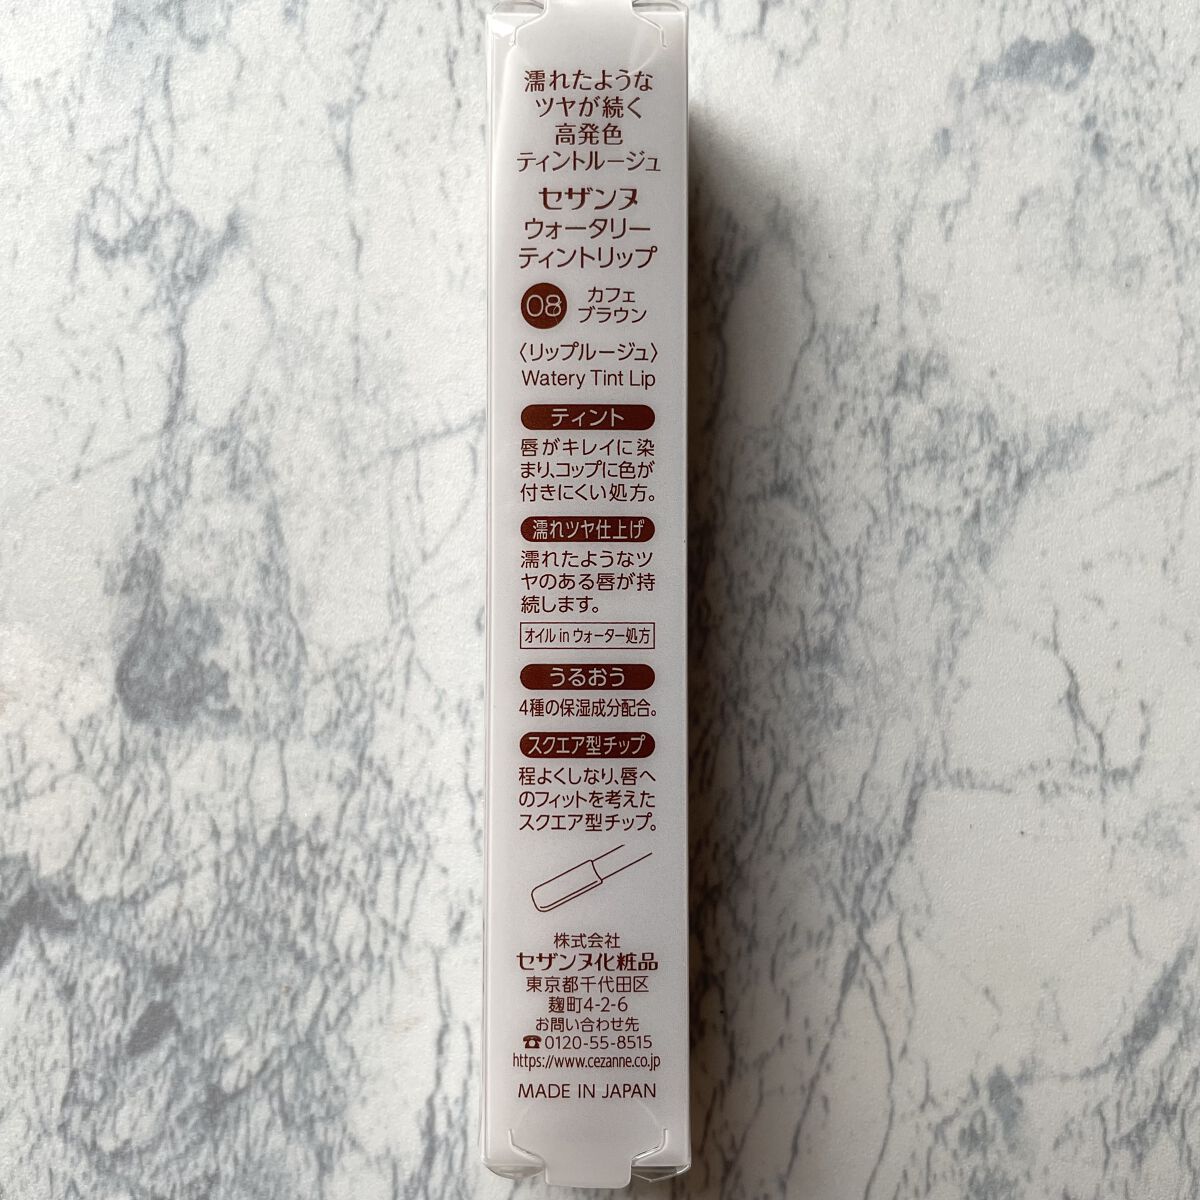 濡れたような
ツヤが続く
高発色
ティントルージュ
セザンヌ
ウォータリー
ティントリップ
08 カフェ
ブラウン
〈リップルージュ〉
Watery Tint Lip
ティント
唇がキレイに染
まり、コップに色が
付きにくい処方。
濡れツヤ仕上げ
濡れたようなツ
ヤのある唇が持
続します。
オイル in ウォーター処方
うるおう
4種の保湿成分配合。
スクエア型チップ
程よくしなり、唇へ
のフィットを考えた
スクエア型チップ。
株式会社
セザンヌ化粧品
東京都千代田区
麹町4-2-6
お問い合わせ先
☎0120-55-8515
https://www.cezanne.co.jp
MADE IN JAPAN